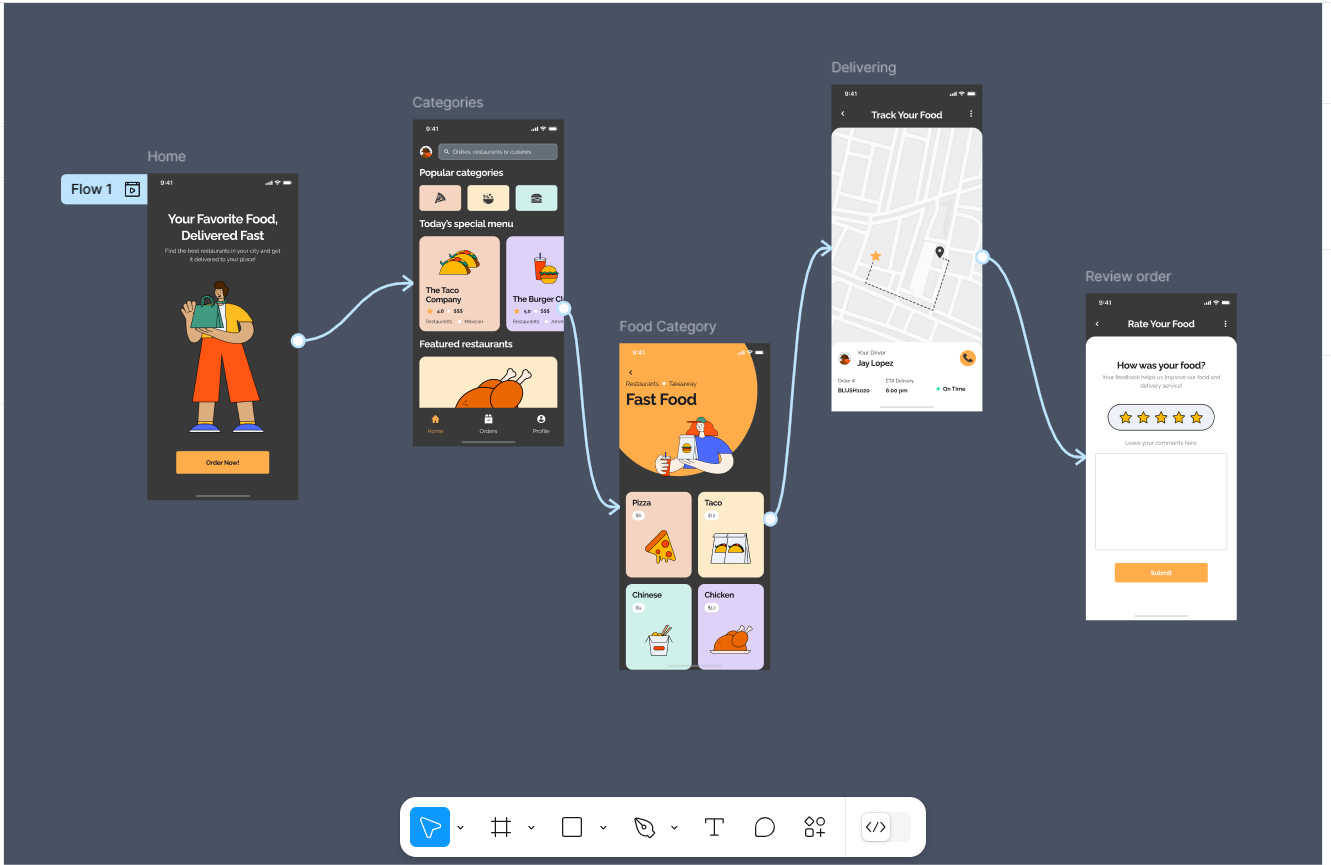 Home
Flow 1
9:41
Your Favorite Food,
Delivered Fast
Find the best restaurants in your city and get
it delivered to your place!
Order Now!
Categories
9:41
Dishes, restaurants or cuisines
Popular categories
Today's special menu
The Taco
Company
4.6 $$$
Restaurants Mexican
The Burger Cl
5.0 $$$
Restaurants Amer
Featured restaurants
Home
Orders
Profile
Food Category
9:41
Restaurants Takeaway
Fast Food
Pizza
$6
Taco
$12
Chinese
Chicken
$10
Delivering
9:41
Track Your Food
Your Driver
Jay Lopez
Order #
BLUSH1020
ETA Delivery
6:00 pm
On Time
Review order
9:41
Rate Your Food
How was your food?
Your feedback helps us improve our food and
delivery service!
Leave your comments here:
Submit